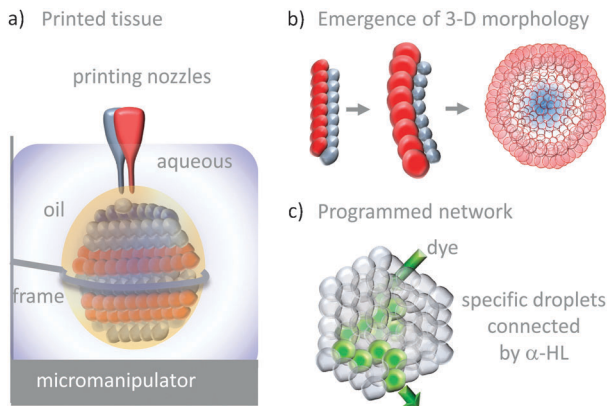 a) Printed tissue
printing nozzles
aqueous
oil
frame
micromanipulator
b) Emergence of 3-D morphology
c) Programmed network
dye
specific droplets
connected
by α-HL